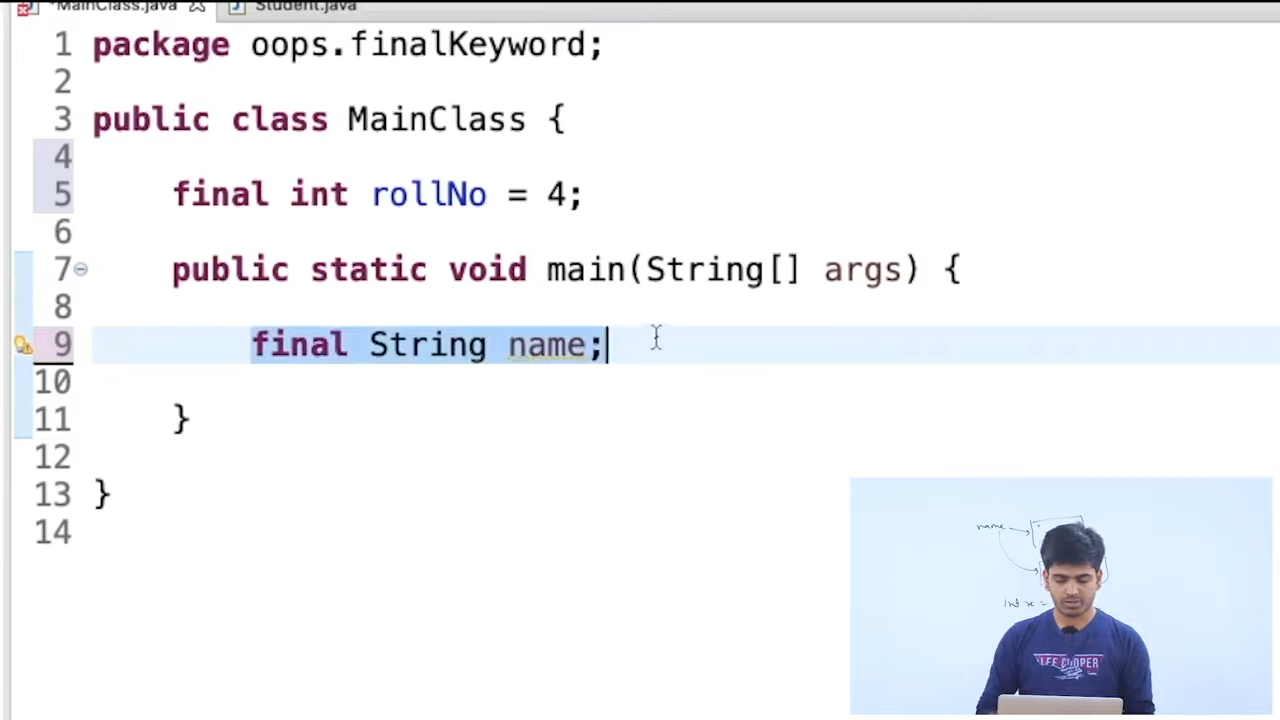 *MainClass.java Student.java
1 package oops.finalKeyword;
2
3 public class MainClass {
4
5 final int rollNo = 4;
6
7 public static void main(String[] args) {
8
9 final String name;
10
11 }
12
13 }
14
name
int x =
LEE COOPER